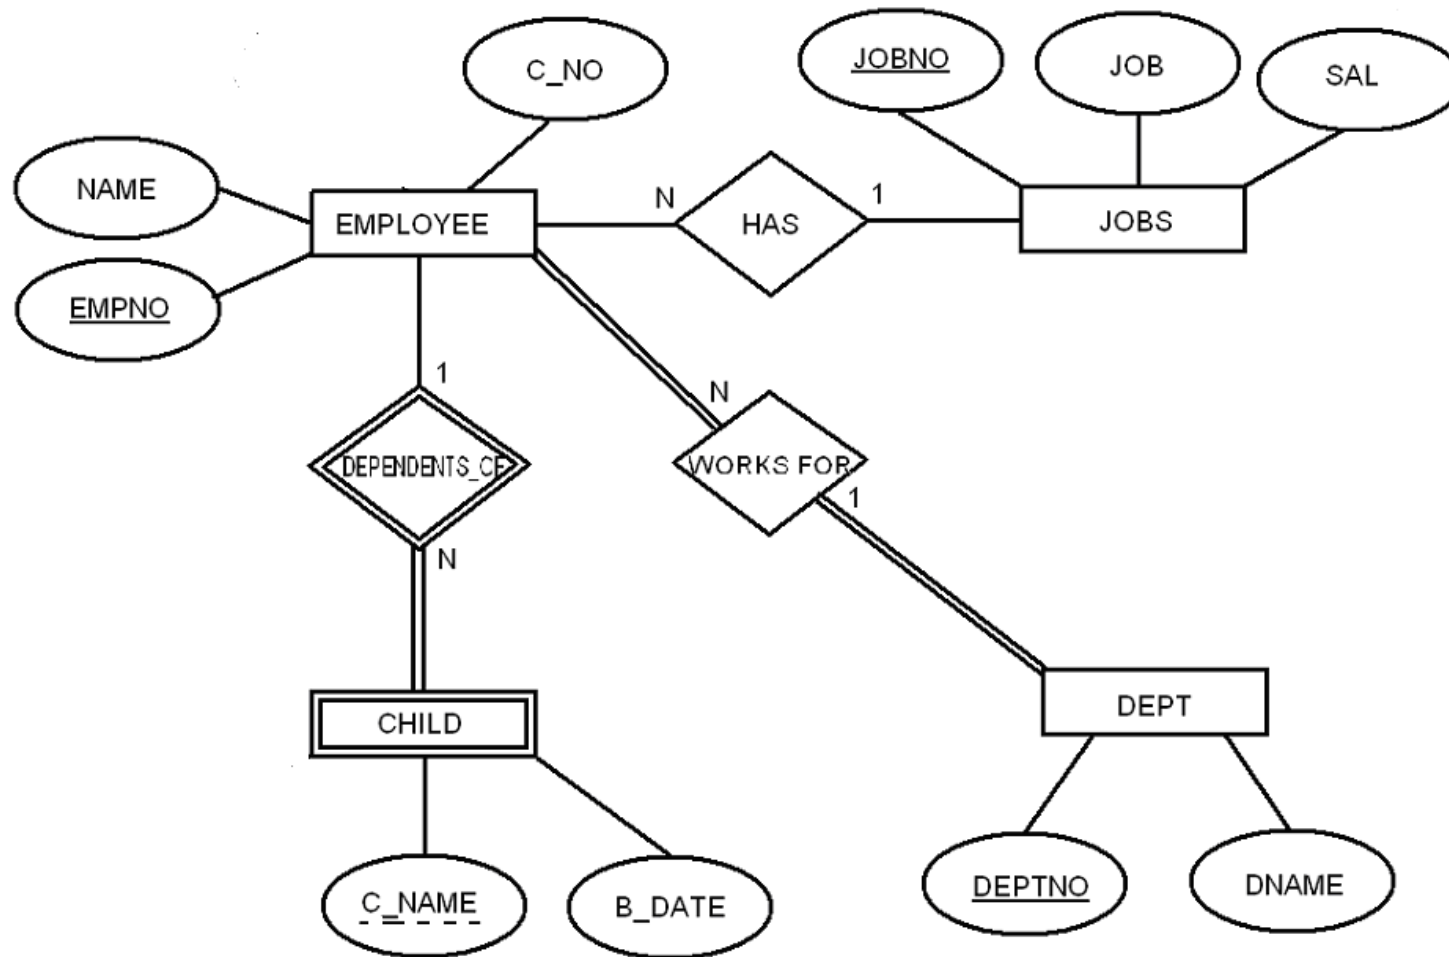 C_NO
JOBNO
JOB
SAL
NAME
EMPLOYEE
N
HAS
1
JOBS
EMPNO
1
N
DEPENDENTS_OF
WORKS FOR
1
N
CHILD
DEPT
C_NAME
B_DATE
DEPTNO
DNAME